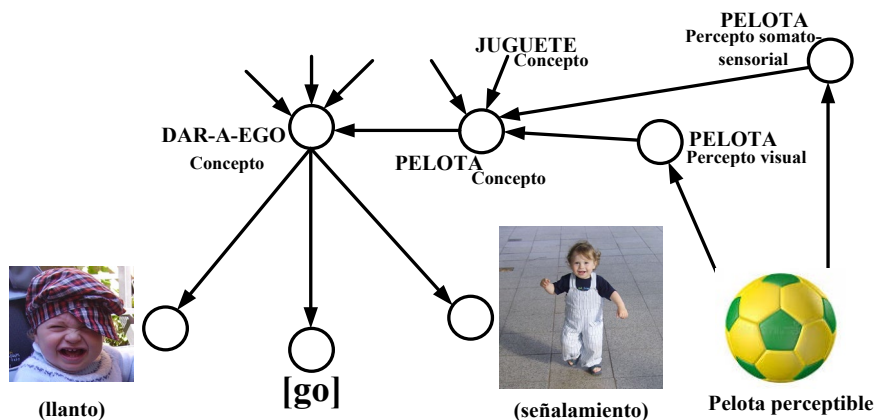 PELOTA
Percepto somato-
sensorial
JUGUETE
Concepto
DAR-A-EGO
Concepto
PELOTA
Concepto
PELOTA
Percepto visual
[go]
(llanto)
(señalamiento)
Pelota perceptible